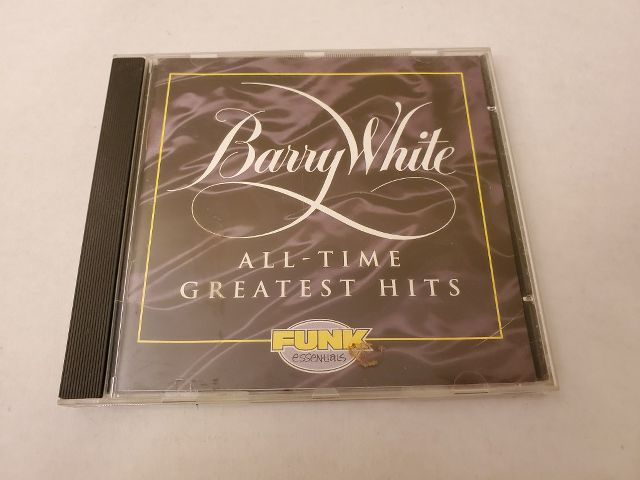 Barry White
ALL-TIME
GREATEST HITS
FUNK
essentials